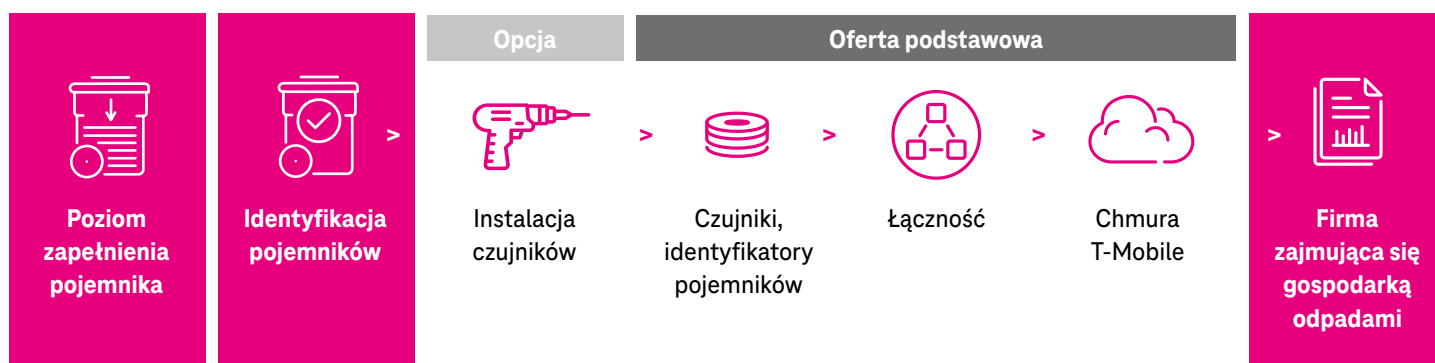 Opcja
Oferta podstawowa
>
>
>
>
>
Poziom
zapełnienia
pojemnika
Identyfikacja
pojemników
Instalacja
czujników
Czujniki,
identyfikatory
pojemników
Łączność
Chmura
T-Mobile
Firma
zajmująca się
gospodarką
odpadami